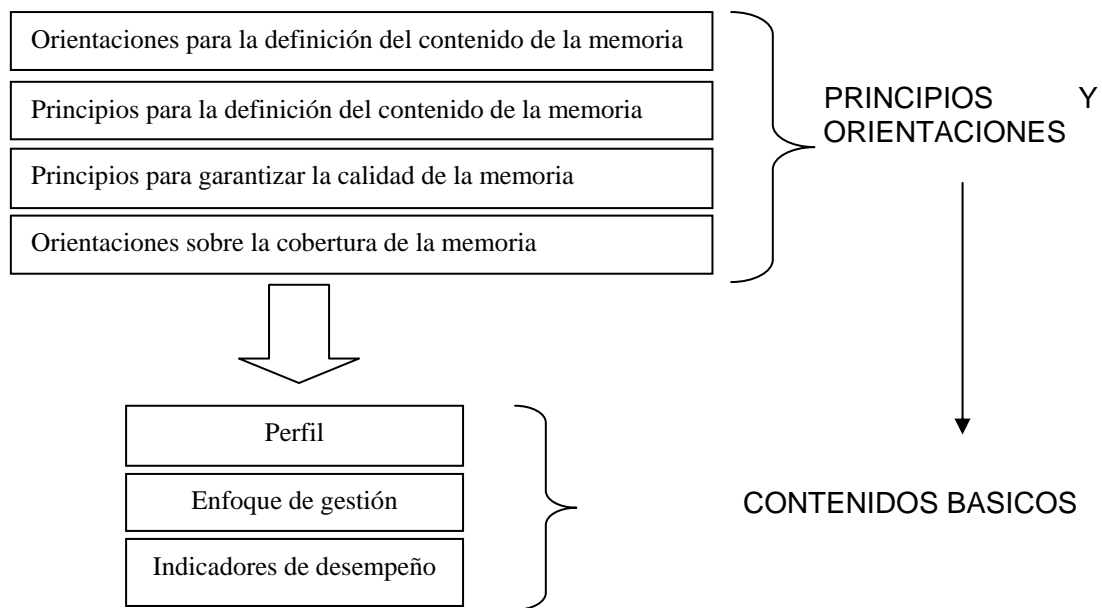 Orientaciones para la definición del contenido de la memoria
Principios para la definición del contenido de la memoria
Principios para garantizar la calidad de la memoria
Orientaciones sobre la cobertura de la memoria
PRINCIPIOS Y
ORIENTACIONES
Perfil
Enfoque de gestión
Indicadores de desempeño
CONTENIDOS BASICOS